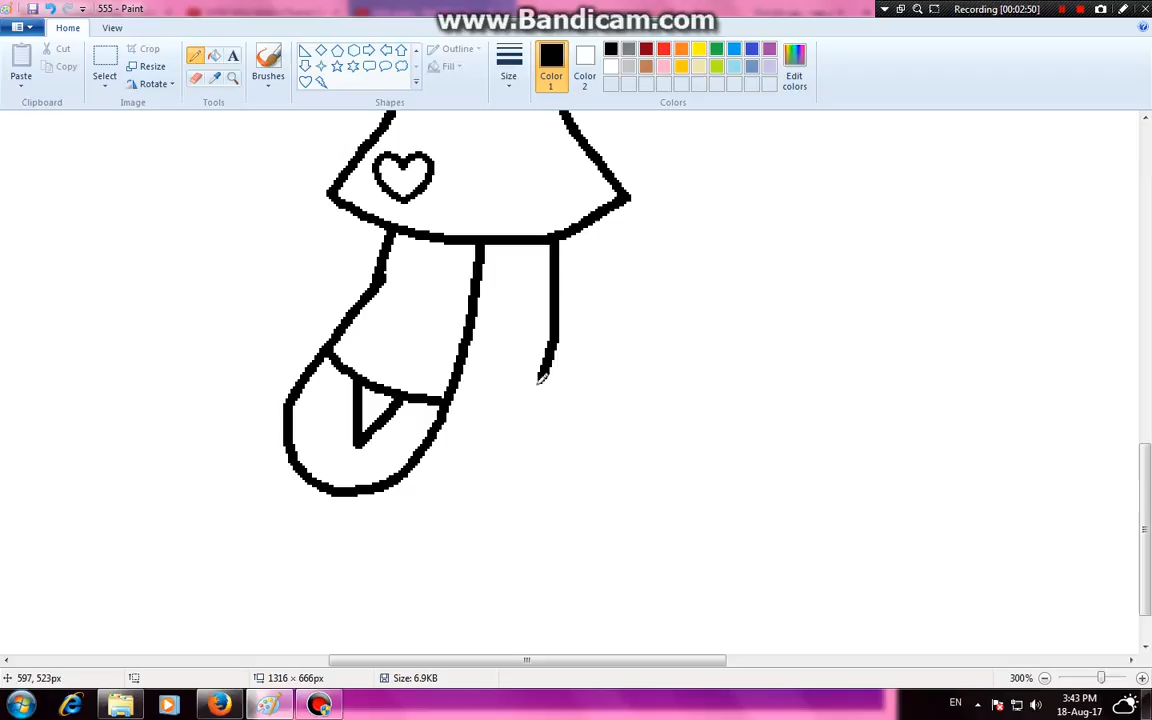 555 - Paint
www.Bandicam.com
Recording [00:02:50]
Home
View
Paste
Cut
Copy
Clipboard
Select
Crop
Resize
Rotate
Image
A
Tools
Brushes
Outline
Fill
Shapes
Size
Color
1
Color
2
Edit
colors
Colors
597, 523px
1316 × 666px
Size: 6.9KB
300%
EN
3:43 PM
18-Aug-17